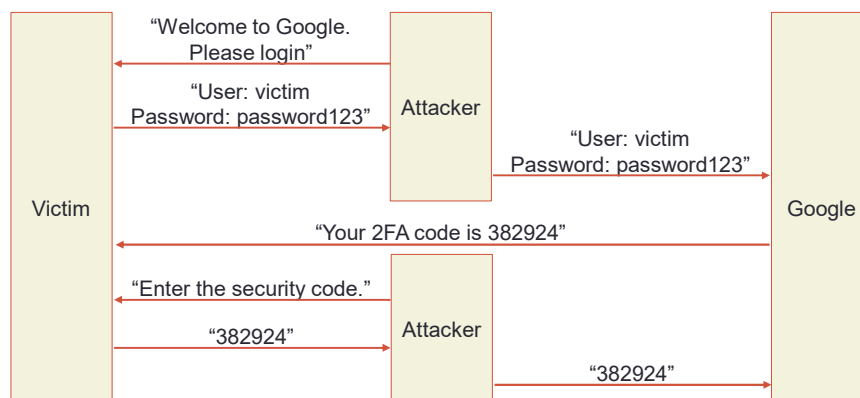 “Welcome to Google.
Please login”
“User: victim
Password: password123”
Attacker
“User: victim
Password: password123”
Victim
Google
“Your 2FA code is 382924”
“Enter the security code.”
Attacker
“382924”
“382924”